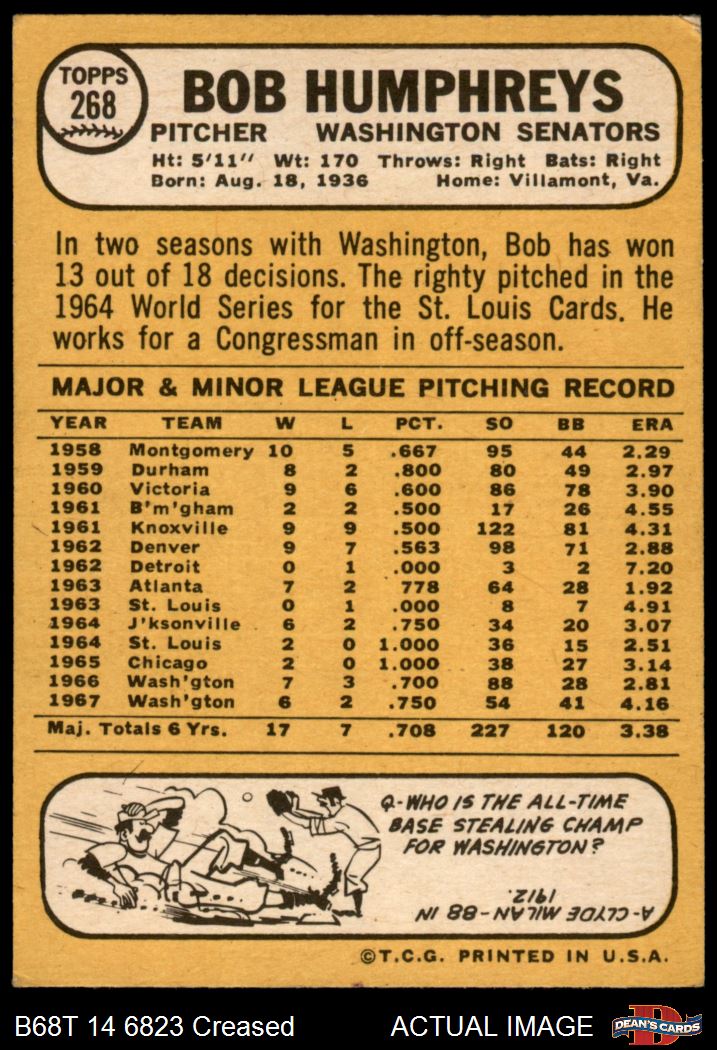 TOPPS
268
BOB HUMPHREYS
PITCHER WASHINGTON SENATORS
Ht: 5'11" Wt: 170 Throws: Right Bats: Right
Born: Aug. 18, 1936 Home: Villamont, Va.
In two seasons with Washington, Bob has won
13 out of 18 decisions. The righty pitched in the
1964 World Series for the St. Louis Cards. He
works for a Congressman in off-season.
MAJOR & MINOR LEAGUE PITCHING RECORD
YEAR TEAM W L PCT. SO BB ERA
1958 Montgomery 10 5 .667 95 44 2.29
1959 Durham 8 2 .800 80 49 2.97
1960 Victoria 9 6 .600 86 78 3.90
1961 B'm'gham 2 2 .500 17 26 4.55
1961 Knoxville 9 9 .500 122 81 4.31
1962 Denver 9 7 .563 98 71 2.88
1962 Detroit 0 1 .000 3 2 7.20
1963 Atlanta 7 2 778 64 28 1.92
1963 St. Louis 0 1 .000 8 7 4.91
1964 J'ksonville 6 2 .750 34 20 3.07
1964 St. Louis 2 0 1.000 36 15 2.51
1965 Chicago 2 0 1.000 38 27 3.14
1966 Wash'gton 7 3 .700 88 28 2.81
1967 Wash'gton 6 2 .750 54 41 4.16
Maj. Totals 6 Yrs. 17 7 .708 227 120 3.38
Q-WHO IS THE ALL-TIME
BASE STEALING CHAMP
FOR WASHINGTON?
A-CLYDE MILAN-88 IN
1912.
©T.C.G. PRINTED IN U.S.A.
B68T 14 6823 Creased ACTUAL IMAGE
D
DEAN'S CARDS